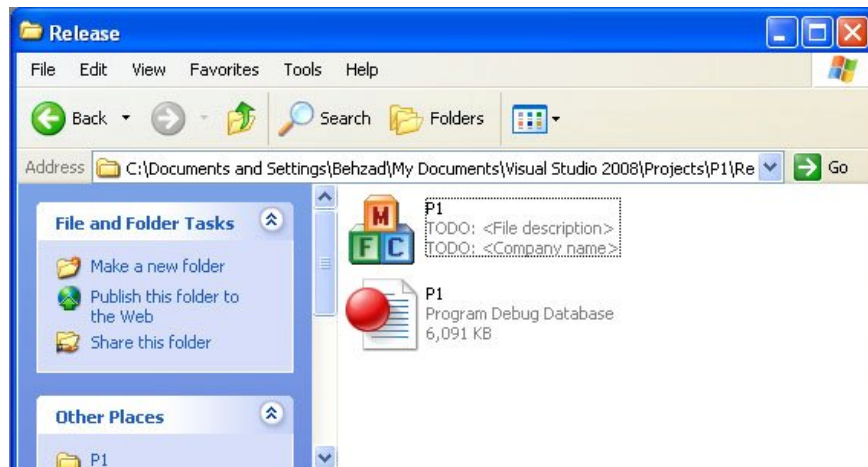 Release
File Edit View Favorites Tools Help
Back Search Folders
Address C:\Documents and Settings\Behzad\My Documents\Visual Studio 2008\Projects\P1\Re Go
File and Folder Tasks
Make a new folder
Publish this folder to
the Web
Share this folder
Other Places
P1
M
F C
P1
TODO: <File description>
TODO: <Company name>
P1
Program Debug Database
6,091 KB